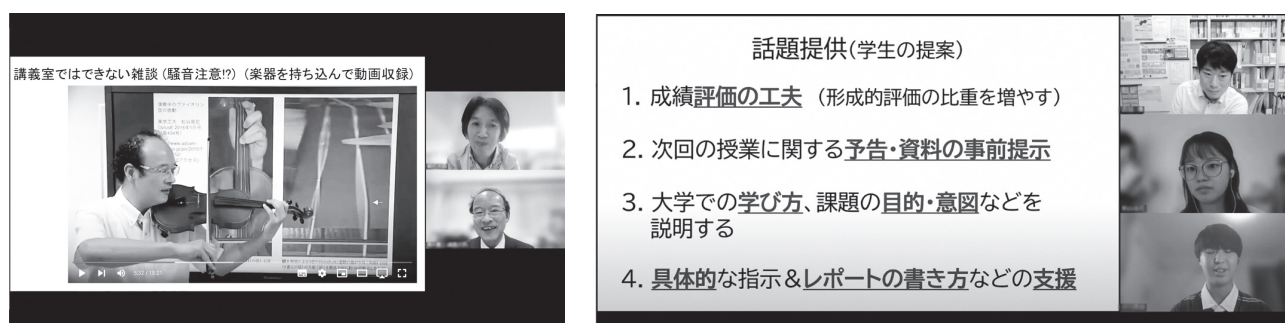 講義室ではできない雑談（騒音注意!?）（楽器を持ち込んで動画収録）
話題提供（学生の提案）
1. 成績評価の工夫 （形成的評価の比重を増やす）
2. 次回の授業に関する予告・資料の事前提示
3. 大学での学び方、課題の目的・意図などを
説明する
4. 具体的な指示＆レポートの書き方などの支援